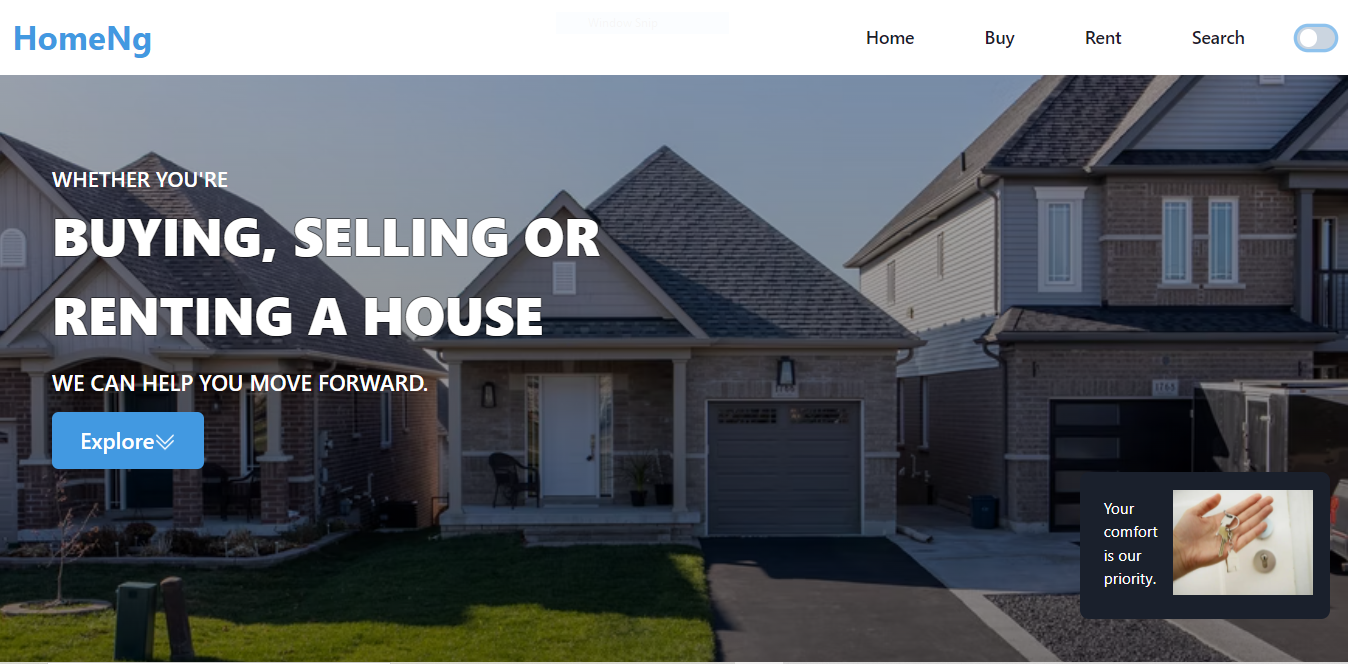 HomeNg
Home
Buy
Rent
Search
WHETHER YOU'RE
BUYING, SELLING OR
RENTING A HOUSE
WE CAN HELP YOU MOVE FORWARD.
Explore
1765
Your
comfort
is our
priority.